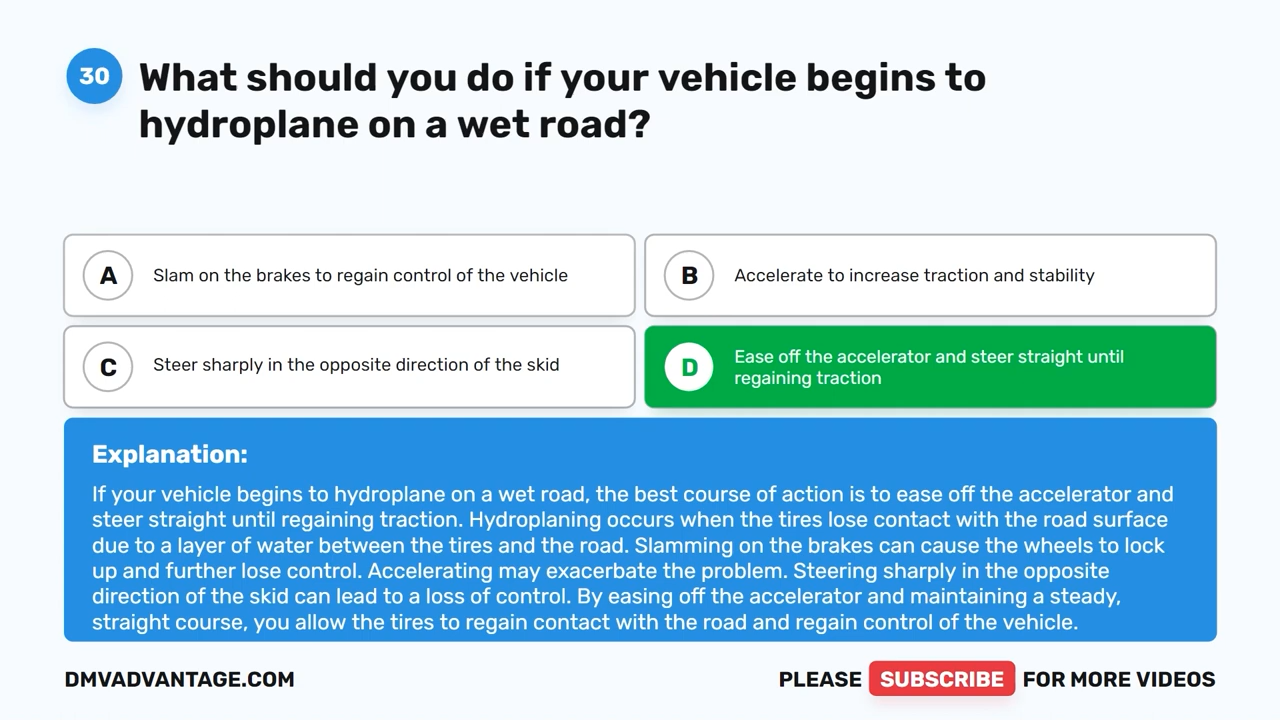 30
What should you do if your vehicle begins to
hydroplane on a wet road?
A
Slam on the brakes to regain control of the vehicle
B
Accelerate to increase traction and stability
C
Steer sharply in the opposite direction of the skid
D
Ease off the accelerator and steer straight until
regaining traction
Explanation:
If your vehicle begins to hydroplane on a wet road, the best course of action is to ease off the accelerator and
steer straight until regaining traction. Hydroplaning occurs when the tires lose contact with the road surface
due to a layer of water between the tires and the road. Slamming on the brakes can cause the wheels to lock
up and further lose control. Accelerating may exacerbate the problem. Steering sharply in the opposite
direction of the skid can lead to a loss of control. By easing off the accelerator and maintaining a steady,
straight course, you allow the tires to regain contact with the road and regain control of the vehicle.
DMVADVANTAGE.COM
PLEASE SUBSCRIBE FOR MORE VIDEOS